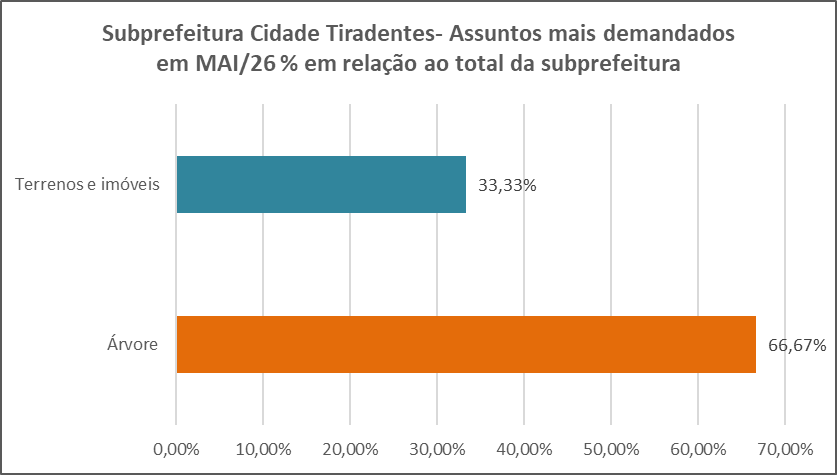 Subprefeitura Cidade Tiradentes- Assuntos mais demandados
em MAI/26 % em relação ao total da subprefeitura
Terrenos e imóveis
33,33%
Árvore
66,67%
0,00% 10,00% 20,00% 30,00% 40,00% 50,00% 60,00% 70,00%